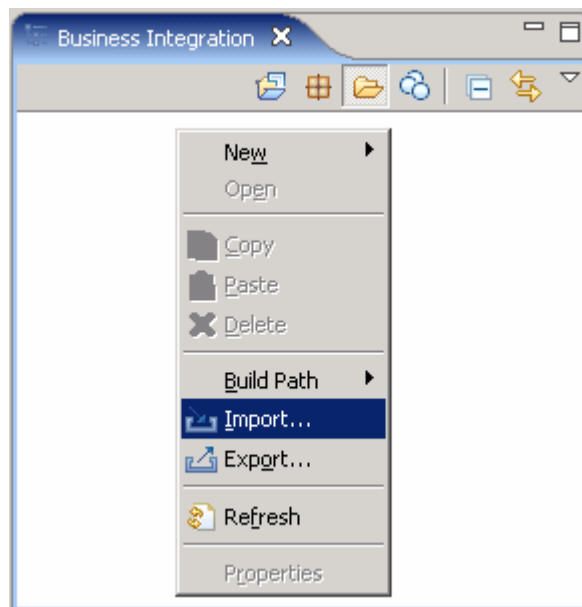 Business Integration
New
Open
Copy
Paste
Delete
Build Path
Import...
Export...
Refresh
Properties